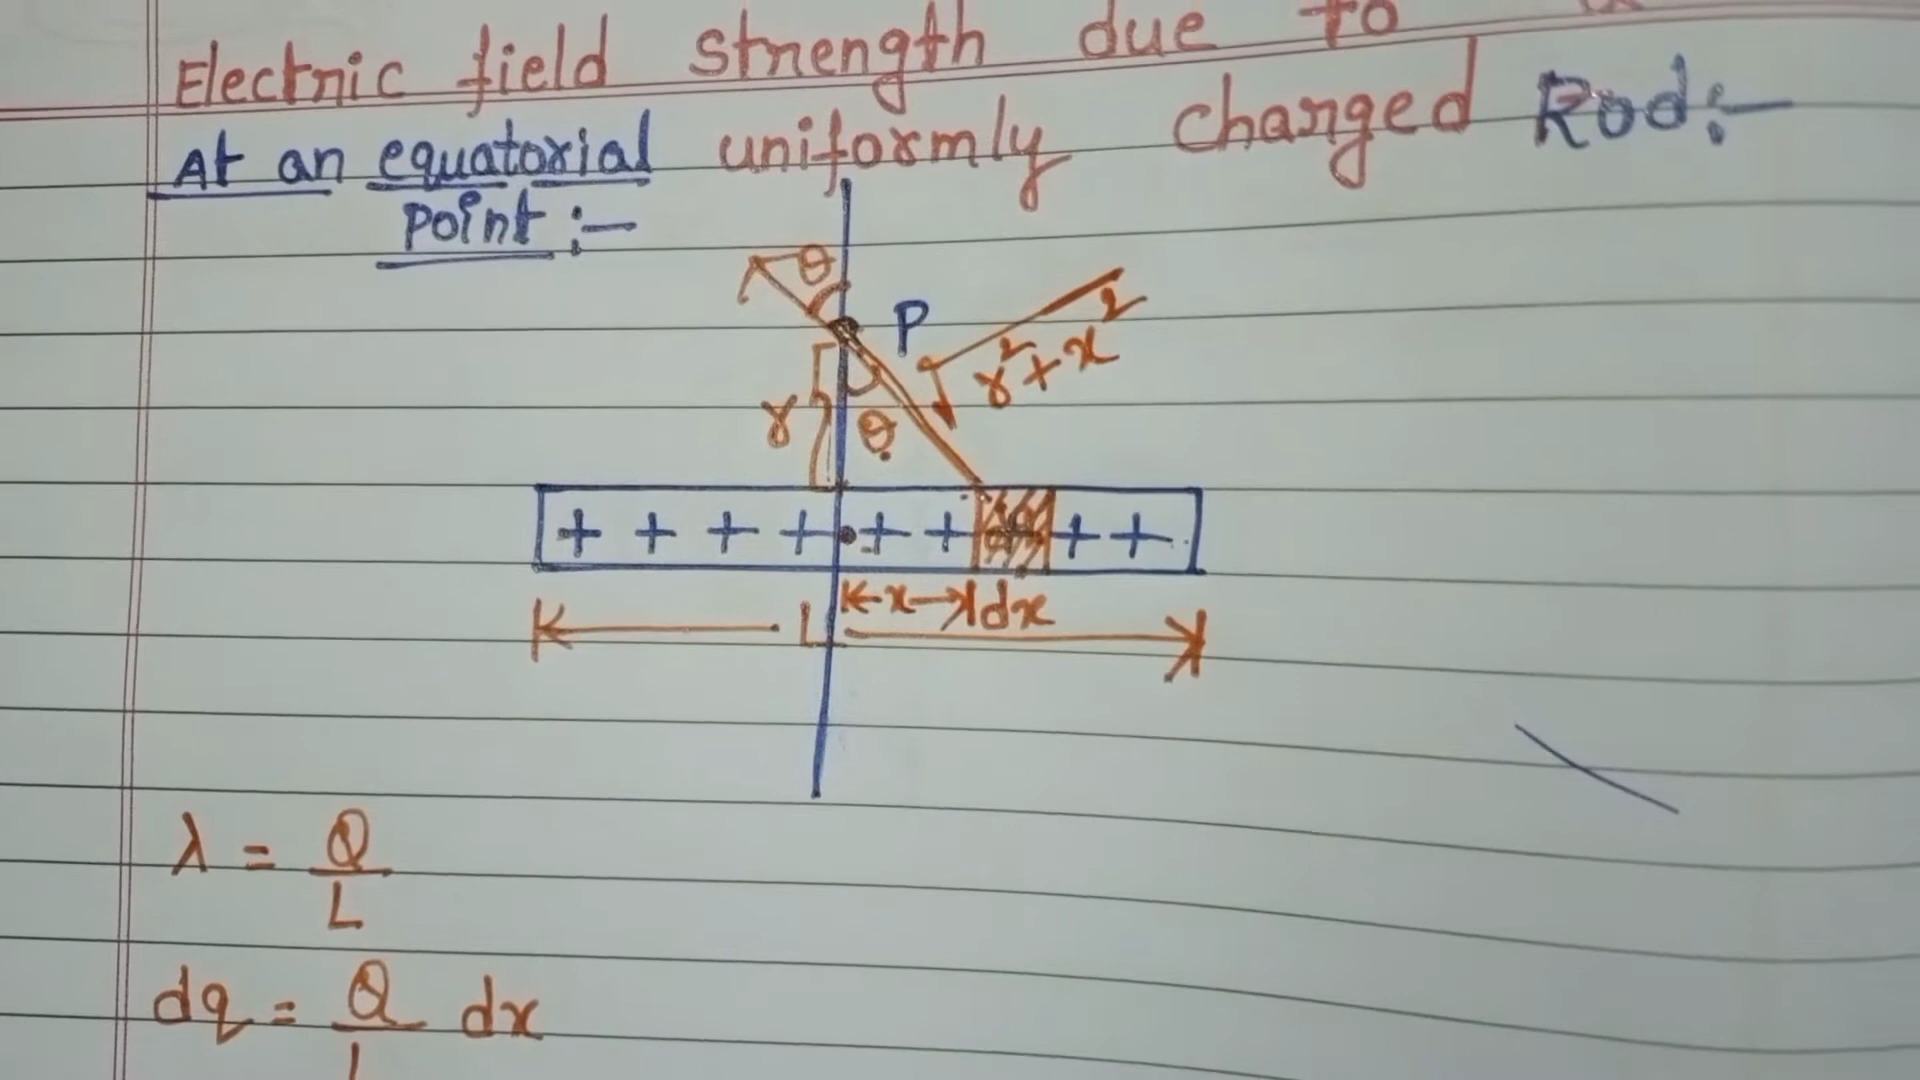 Electric field strength due to
At an equatorial uniformly charged Rod:-
Point :-
θ
P
r²+x²
r
θ
+ + + + + + + + +
x dx
L
λ = Q/L
dq = Q/L dx